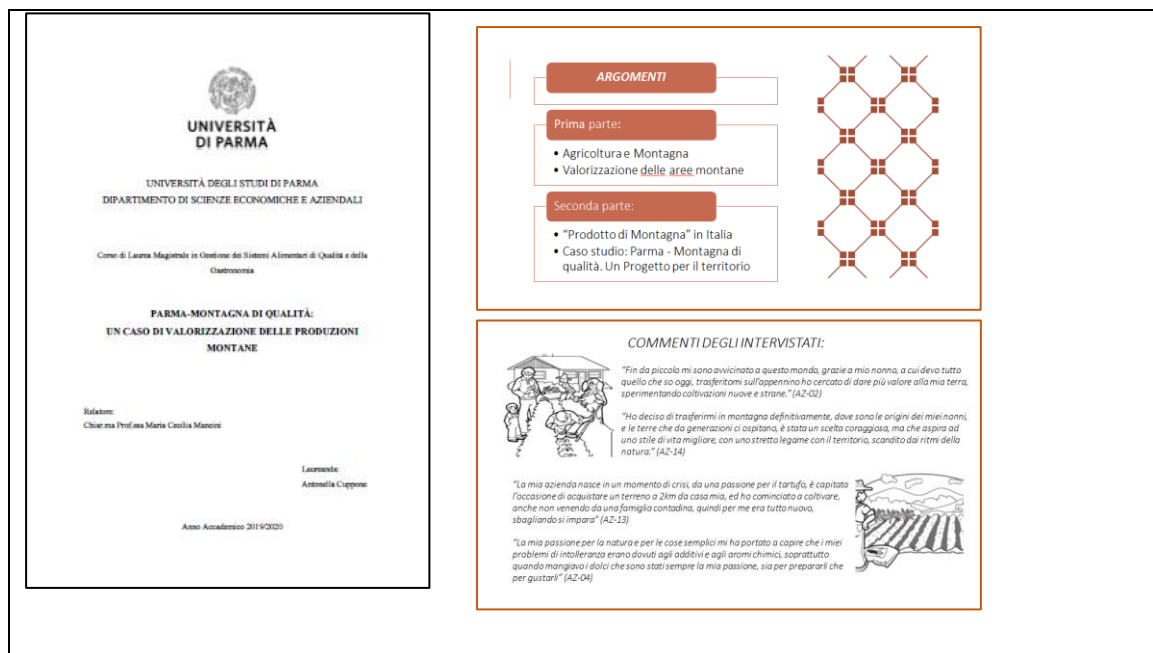 UNIVERSITÀ
DI PARMA
UNIVERSITÀ DEGLI STUDI DI PARMA
DIPARTIMENTO DI SCIENZE ECONOMICHE E AZIENDALI
Corso di Laurea Magistrale in Gestione dei Sistemi Alimentari di Qualità e della
Gastronomia
PARMA-MONTAGNA DI QUALITÀ:
UN CASO DI VALORIZZAZIONE DELLE PRODUZIONI
MONTANE
Relatore:
Chiar.ma Prof.ssa Maria Cecilia Mancini
Laureanda:
Antonella Cuppone
Anno Accademico 2019/2020
ARGOMENTI
Prima parte:
• Agricoltura e Montagna
• Valorizzazione delle aree montane
Seconda parte:
• “Prodotto di Montagna” in Italia
• Caso studio: Parma - Montagna di
qualità. Un Progetto per il territorio
COMMENTI DEGLI INTERVISTATI:
“Fin da piccolo mi sono avvicinato a questo mondo, grazie a mio nonno, a cui devo tutto
quello che so oggi, trasferitomi sull’appennino ho cercato di dare più valore alla mia terra,
sperimentando coltivazioni nuove e strane.” (AZ-02)
“Ho deciso di trasferirmi in montagna definitivamente, dove sono le origini dei miei nonni,
e le terre che da generazioni ci ospitano, è stata un scelta coraggiosa, ma che aspira ad
uno stile di vita migliore, con uno stretto legame con il territorio, scandito dai ritmi della
natura.” (AZ-14)
“La mia azienda nasce in un momento di crisi, da una passione per il tartufo, è capitata
l’occasione di acquistare un terreno a 2km da casa mia, ed ho cominciato a coltivare,
anche non venendo da una famiglia contadina, quindi per me era tutto nuovo,
sbagliando si impara” (AZ-13)
“La mia passione per la natura e per le cose semplici mi ha portato a capire che i miei
problemi di intolleranza erano dovuti agli additivi e agli aromi chimici, soprattutto
quando mangiavo i dolci che sono stati sempre la mia passione, sia per prepararli che
per gustarli” (AZ-04)